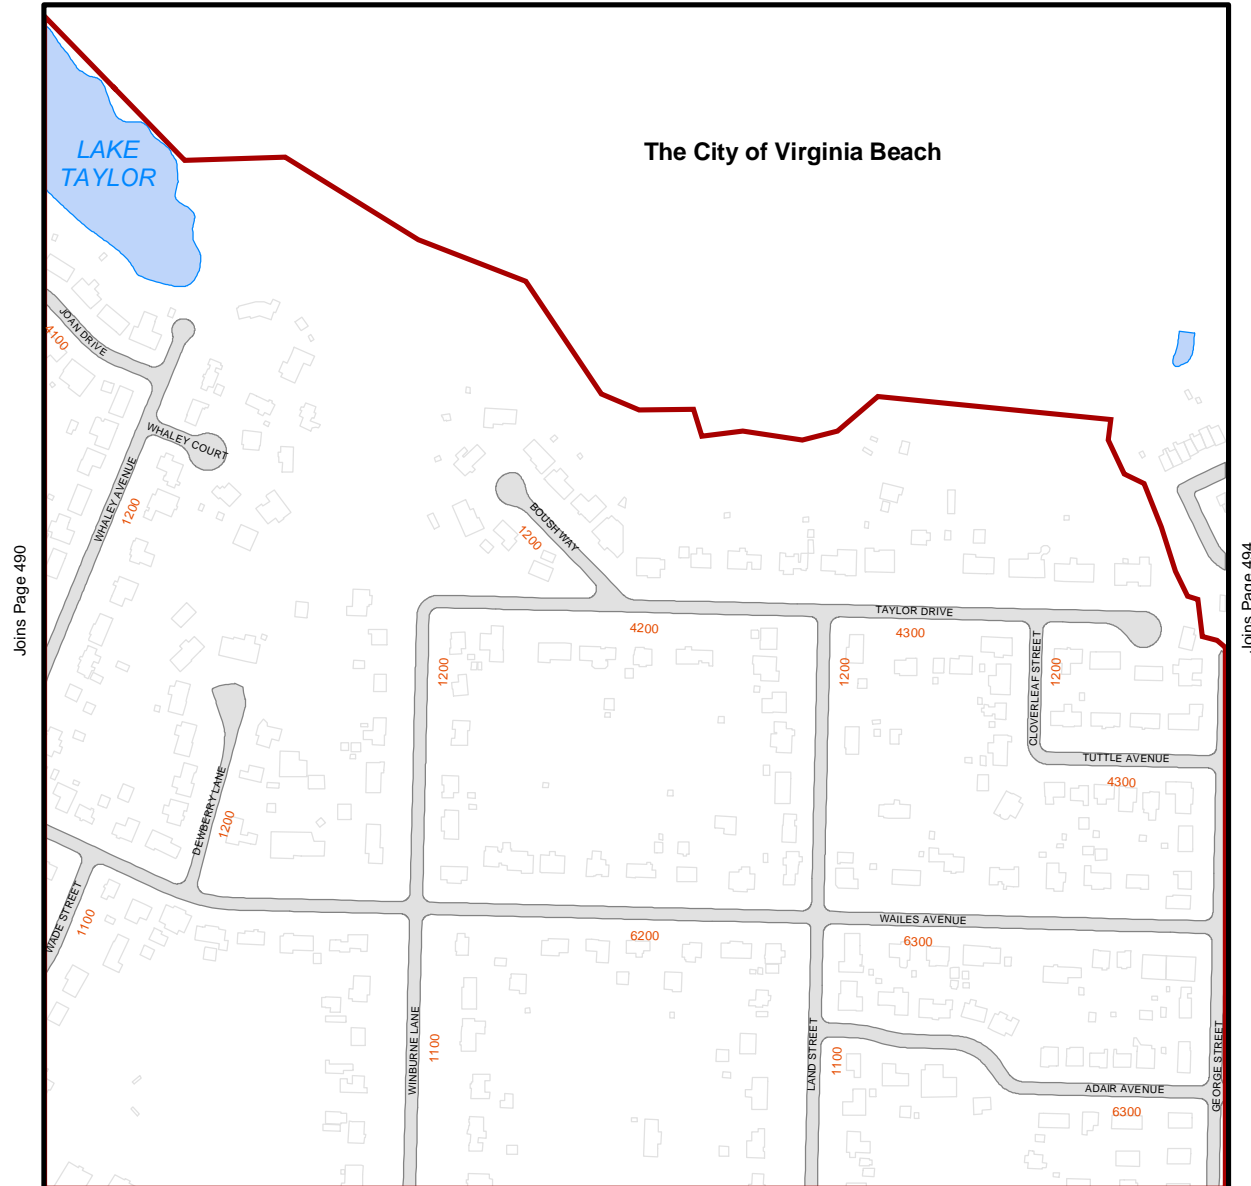 The City of Virginia Beach
LAKE
TAYLOR
JOAN DRIVE
4100
WHALEY COURT
WHALEY AVENUE
1200
BOUSH WAY
1200
Joins Page 490
Joins Page 494
TAYLOR DRIVE
4200
4300
1200
1200
CLOVERLEAF STREET
1200
TUTTLE AVENUE
4300
DEWBERRY LANE
1200
WADE STREET
1100
WAILES AVENUE
6200
6300
WINBURNE LANE
1100
LAND STREET
1100
GEORGE STREET
ADAIR AVENUE
6300